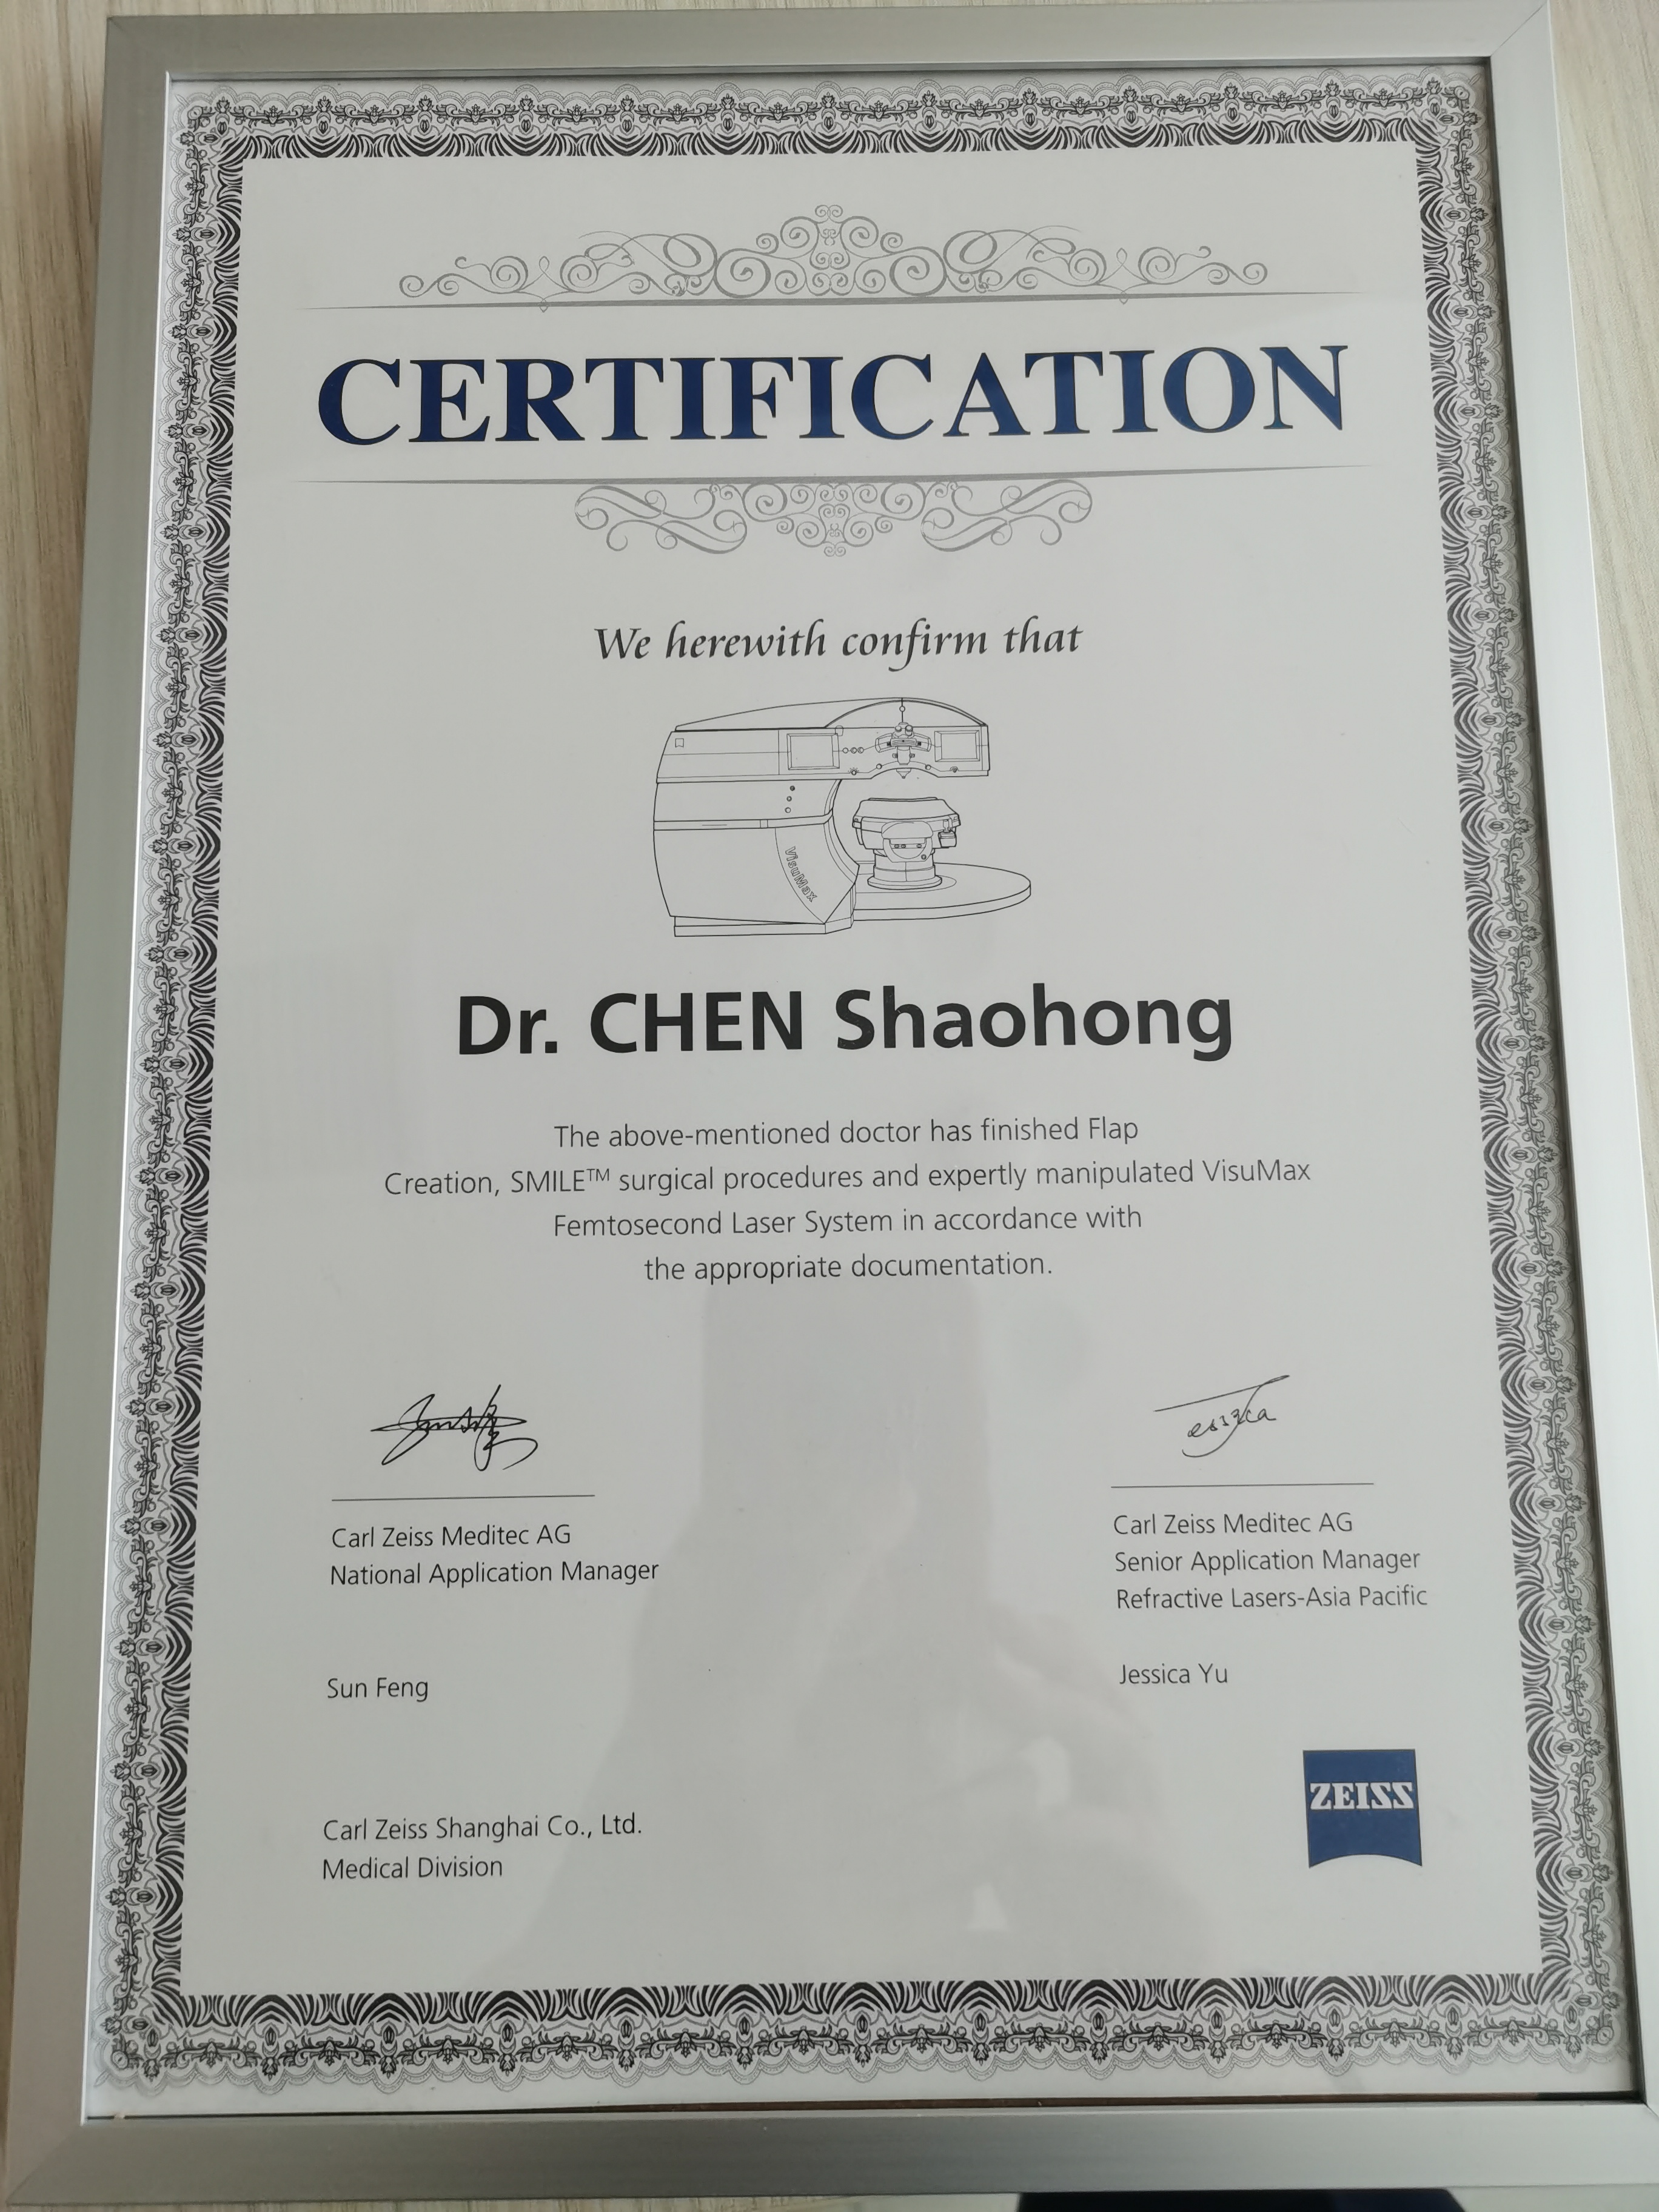 CERTIFICATION
We herewith confirm that
VisuMax
Dr. CHEN Shaohong
The above-mentioned doctor has finished Flap
Creation, SMILE™ surgical procedures and expertly manipulated VisuMax
Femtosecond Laser System in accordance with
the appropriate documentation.
Carl Zeiss Meditec AG
National Application Manager
Sun Feng
Jessica
Carl Zeiss Meditec AG
Senior Application Manager
Refractive Lasers-Asia Pacific
Jessica Yu
Carl Zeiss Shanghai Co., Ltd.
Medical Division
ZEISS